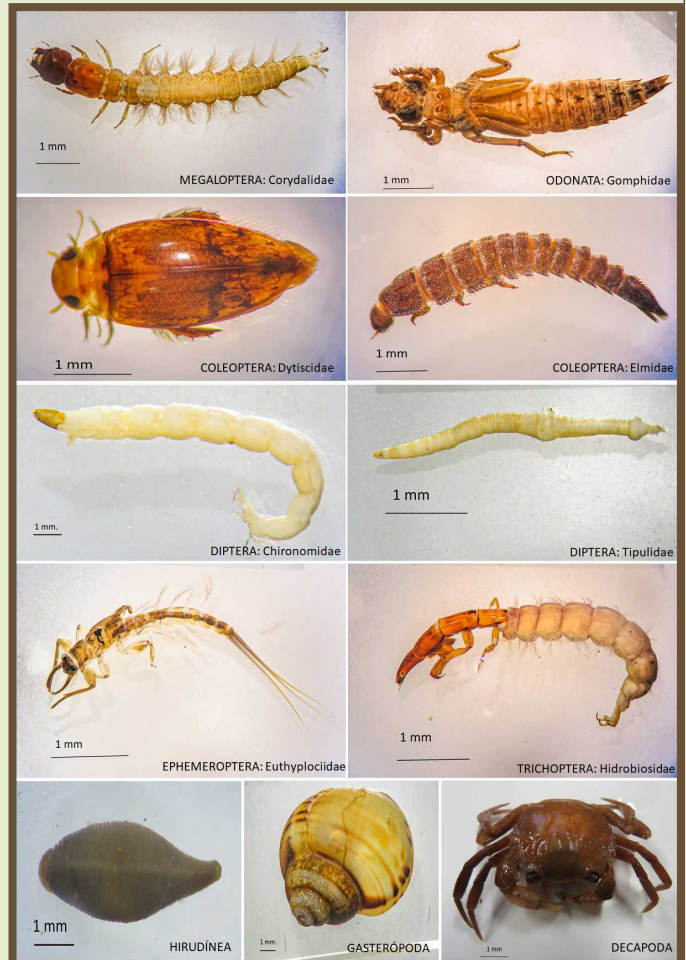 1 mm
MEGALOPTERA: Corydalidae
1 mm
ODONATA: Gomphidae
1 mm
COLEOPTERA: Dytiscidae
1 mm
COLEOPTERA: Elmidae
1 mm.
DIPTERA: Chironomidae
1 mm
DIPTERA: Tipulidae
1 mm
EPHEMEROPTERA: Euthyplociidae
1 mm
TRICHOPTERA: Hidrobiosidae
1 mm
HIRUDÍNEA
1 mm.
GASTERÓPODA
1 mm
DECAPODA